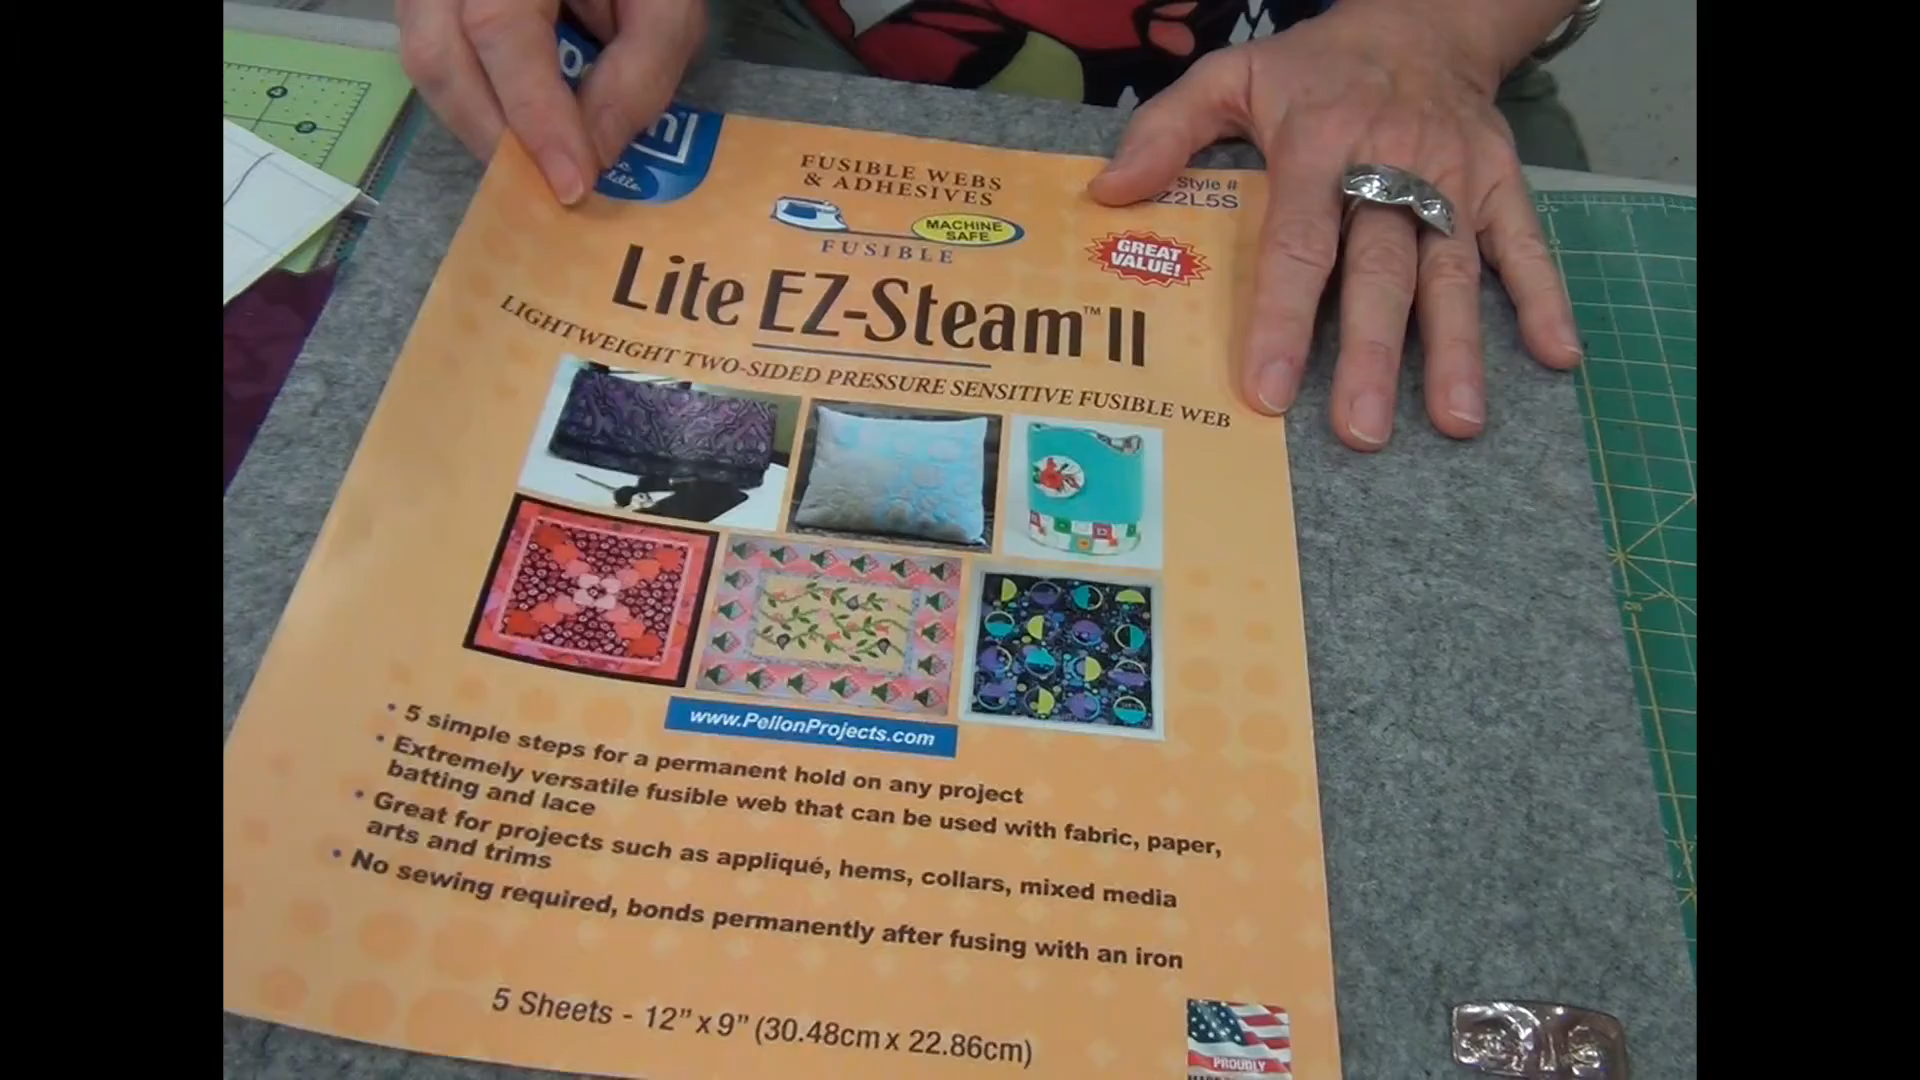 FUSIBLE WEBS
& ADHESIVES
Style #
Z2L5S
MACHINE
SAFE
FUSIBLE
GREAT
VALUE!
Lite EZ-Steam™ II
LIGHTWEIGHT TWO-SIDED PRESSURE SENSITIVE FUSIBLE WEB
www.PellonProjects.com
• 5 simple steps for a permanent hold on any project
• Extremely versatile fusible web that can be used with fabric, paper,
batting and lace
• Great for projects such as appliqué, hems, collars, mixed media
arts and trims
• No sewing required, bonds permanently after fusing with an iron
5 Sheets - 12” x 9” (30.48cm x 22.86cm)
PROUDLY